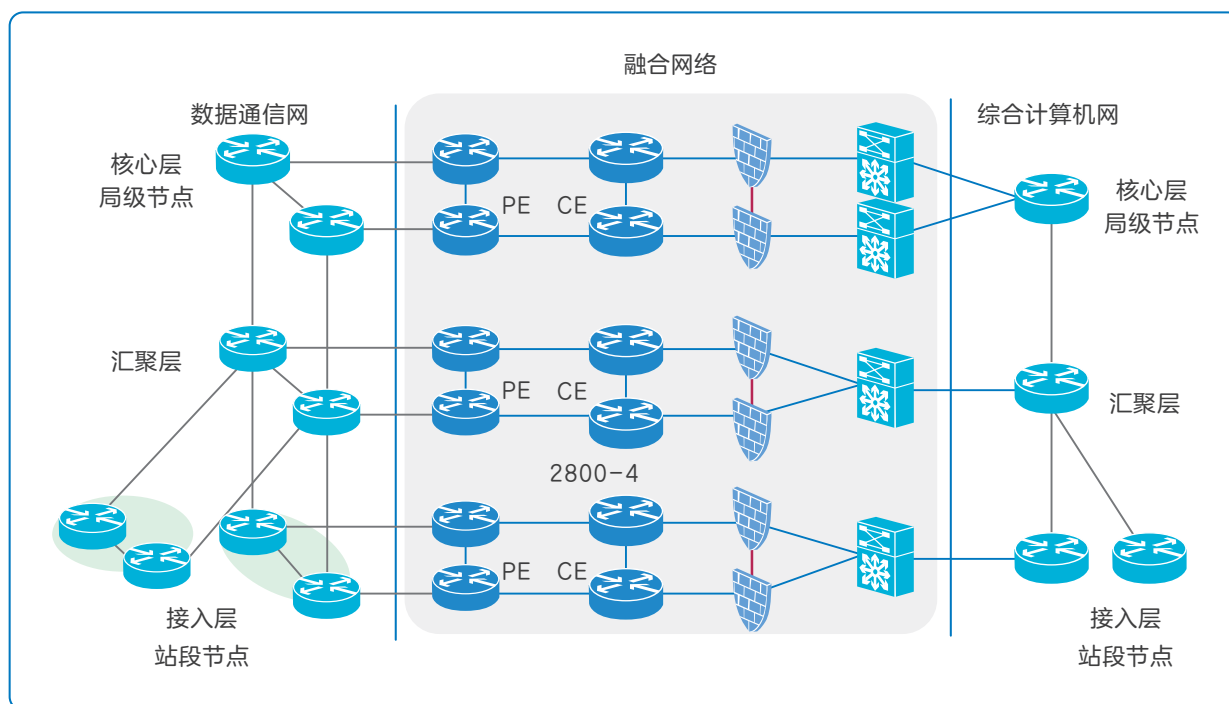 融合网络
数据通信网
综合计算机网
核心层
局级节点
PE
CE
核心层
局级节点
汇聚层
PE
CE
汇聚层
2800-4
PE
CE
接入层
站段节点
接入层
站段节点